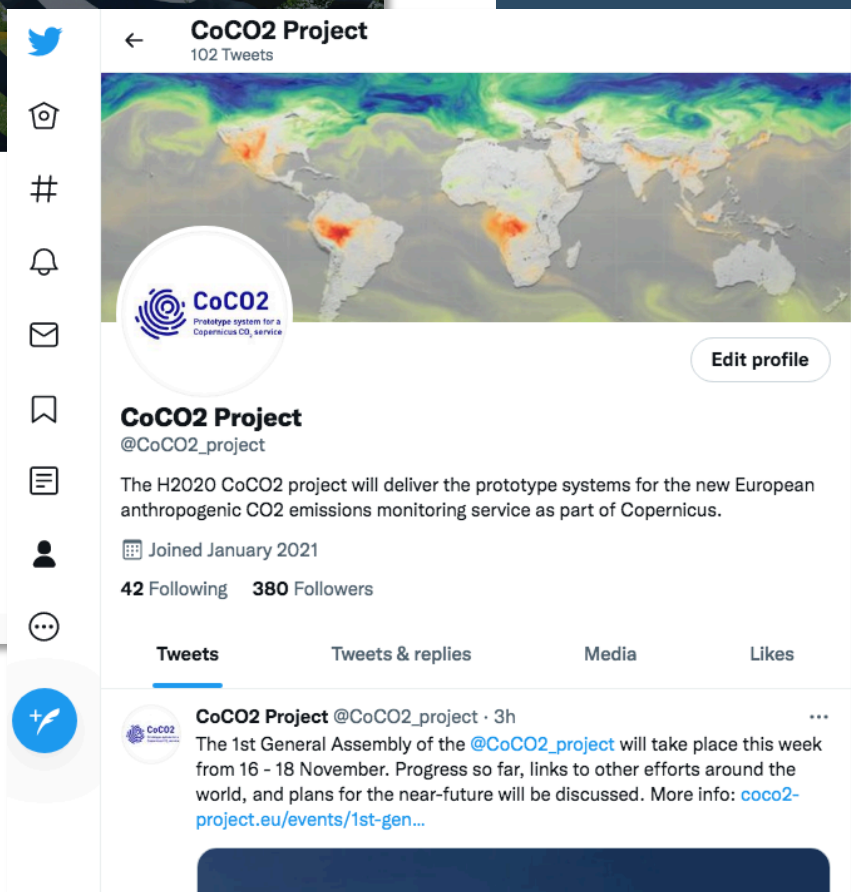 CoCO2 Project
102 Tweets
CoCO2
Prototype system for a
Copernicus CO2 service
Edit profile
CoCO2 Project
@CoCO2_project
The H2020 CoCO2 project will deliver the prototype systems for the new European
anthropogenic CO2 emissions monitoring service as part of Copernicus.
Joined January 2021
42 Following 380 Followers
Tweets Tweets & replies Media Likes
CoCO2 Project @CoCO2_project · 3h
CoCO2
The 1st General Assembly of the @CoCO2_project will take place this week
from 16 - 18 November. Progress so far, links to other efforts around the
world, and plans for the near-future will be discussed. More info: coco2-
project.eu/events/1st-gen...